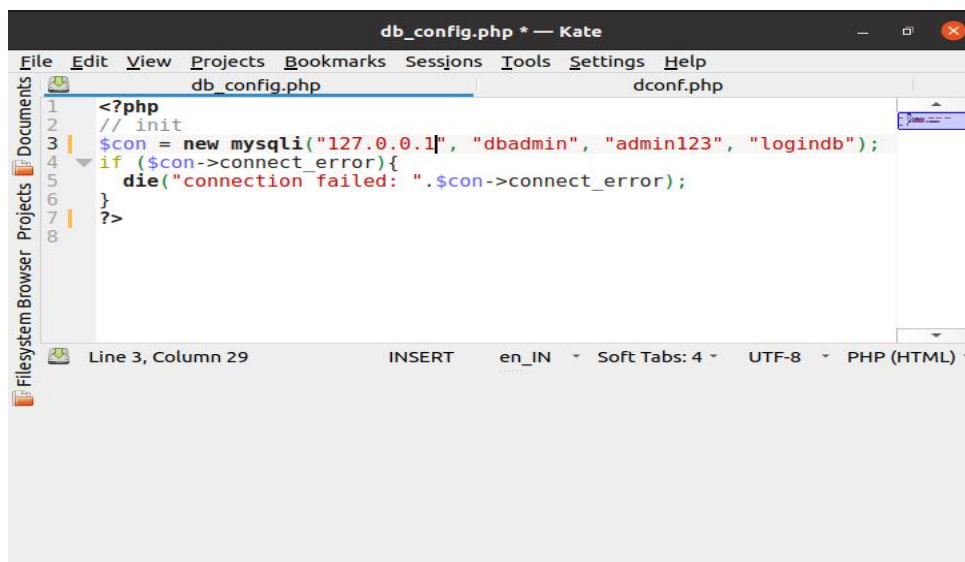 db_config.php * — Kate
File Edit View Projects Bookmarks Sessions Tools Settings Help
db_config.php dconf.php
1 <?php
2 // init
3 $con = new mysqli("127.0.0.1", "dbadmin", "admin123", "logindb");
4 if ($con->connect_error){
5 die("connection failed: ".$con->connect_error);
6 }
7 ?>
8
Documents
Projects
Filesystem Browser
Line 3, Column 29 INSERT en_IN Soft Tabs: 4 UTF-8 PHP (HTML)